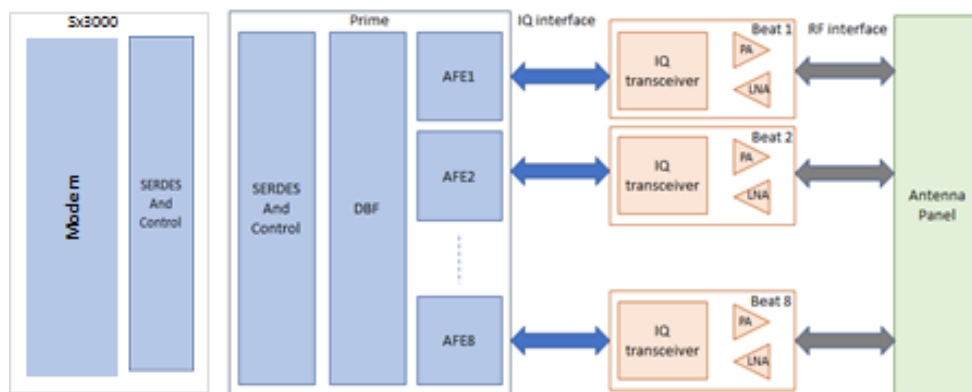 Sx3000
Modem
SERDES
And
Control
Prime
SERDES
And
Control
DBF
AFE1
AFE2
AFE8
IQ interface
Beat 1
IQ
transceiver
PA
LNA
Beat 2
IQ
transceiver
PA
LNA
Beat 8
IQ
transceiver
PA
LNA
RF interface
Antenna
Panel